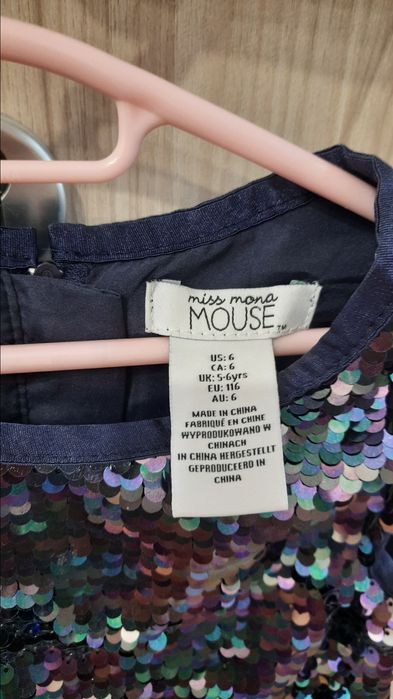 miss mona
MOUSE TM
US: 6
CA: 6
UK: 5-6yrs
EU: 116
AU: 6
MADE IN CHINA
FABRIQUÉ EN CHINE
WYPRODUKOWANO W
CHINACH
IN CHINA HERGESTELLT
GEPRODUCEERD IN
CHINA